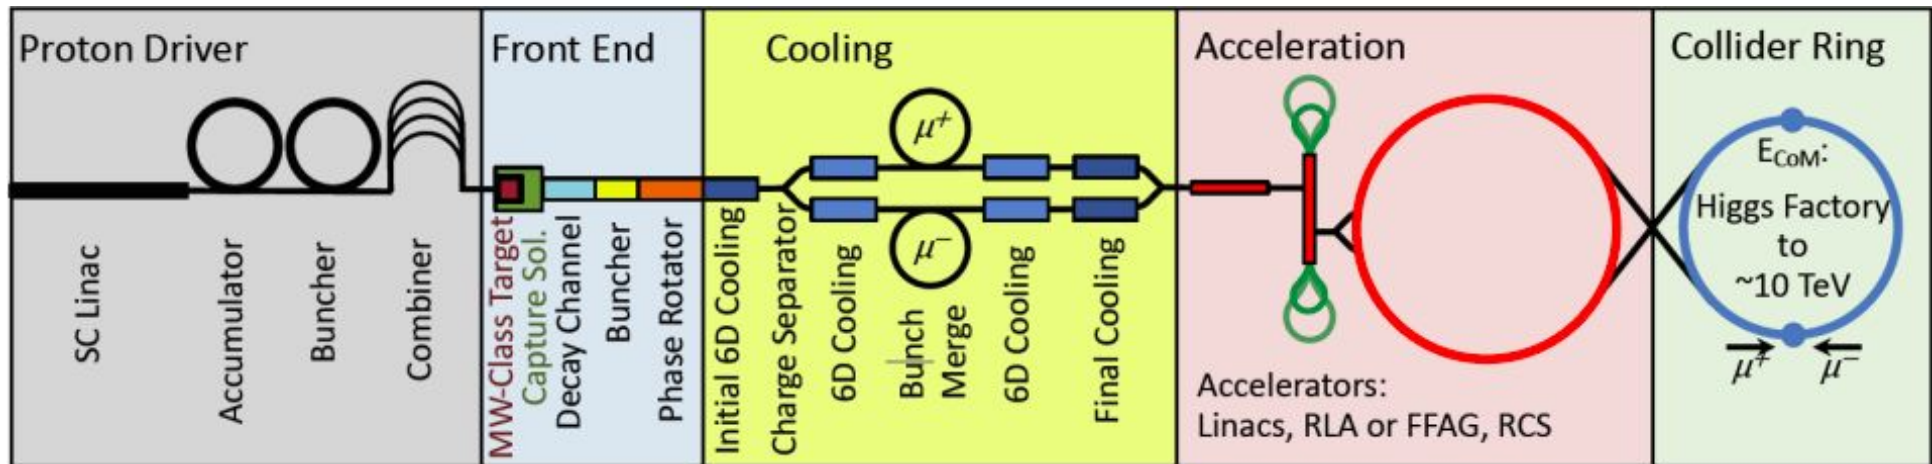 Proton Driver
Front End
Cooling
Acceleration
Collider Ring
SC Linac
Accumulator
Buncher
Combiner
MW-Class Target
Capture Sol.
Decay Channel
Buncher
Phase Rotator
Initial 6D Cooling
Charge Separator
6D Cooling
μ+
μ−
Bunch
Merge
6D Cooling
Final Cooling
Accelerators:
Linacs, RLA or FFAG, RCS
ECoM:
Higgs Factory
to
~10 TeV
μ+
μ−